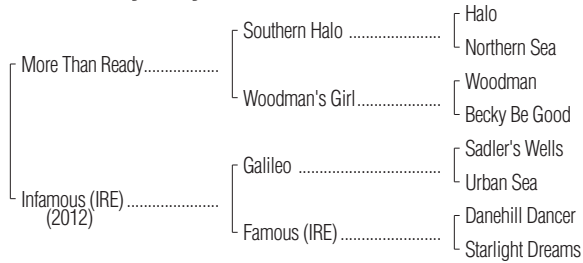 Halo
Southern Halo ......................
Northern Sea
More Than Ready..................
Woodman
Woodman's Girl....................
Becky Be Good
Sadler's Wells
Galileo ..................................
Urban Sea
Infamous (IRE) ......................
(2012)
Danehill Dancer
Famous (IRE) ........................
Starlight Dreams